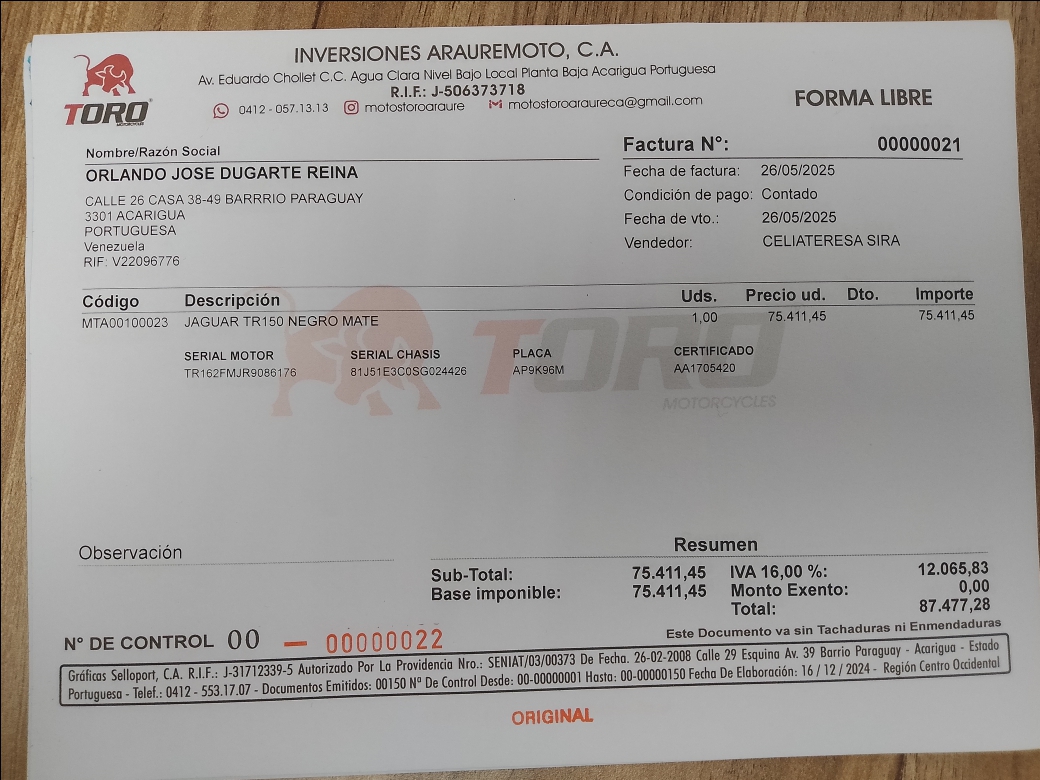 INVERSIONES ARAUREMOTO, C.A.
Av. Eduardo Chollet C.C. Agua Clara Nivel Bajo Local Planta Baja Acarigua Portuguesa
R.I.F.: J-506373718
0412 - 057.13.13 motostoroaraure motostoroaraureca@gmail.com
TORO
MOTORCYCLES
FORMA LIBRE
Nombre/Razón Social
ORLANDO JOSE DUGARTE REINA
CALLE 26 CASA 38-49 BARRRIO PARAGUAY
3301 ACARIGUA
PORTUGUESA
Venezuela
RIF: V22096776
Factura N°: 00000021
Fecha de factura: 26/05/2025
Condición de pago: Contado
Fecha de vto.: 26/05/2025
Vendedor: CELIATERESA SIRA
Código Descripción Uds. Precio ud. Dto. Importe
MTA00100023 JAGUAR TR150 NEGRO MATE 1,00 75.411,45 75.411,45
SERIAL MOTOR SERIAL CHASIS PLACA CERTIFICADO
TR162FMJR9086176 81J51E3C0SG024426 AP9K96M AA1705420
TORO
MOTORCYCLES
Observación
Resumen
Sub-Total: 75.411,45 IVA 16,00 %: 12.065,83
Base imponible: 75.411,45 Monto Exento: 0,00
Total: 87.477,28
N° DE CONTROL 00 – 00000022
Este Documento va sin Tachaduras ni Enmendaduras
Gráficas Selloport, C.A. R.I.F.: J-31712339-5 Autorizado Por La Providencia Nro.: SENIAT/03/00373 De Fecha. 26-02-2008 Calle 29 Esquina Av. 39 Barrio Paraguay - Acarigua - Estado
Portuguesa - Telef.: 0412 - 553.17.07 - Documentos Emitidos: 00150 Nª De Control Desde: 00-00000001 Hasta: 00-00000150 Fecha De Elaboración: 16 / 12 / 2024 - Región Centro Occidental
ORIGINAL